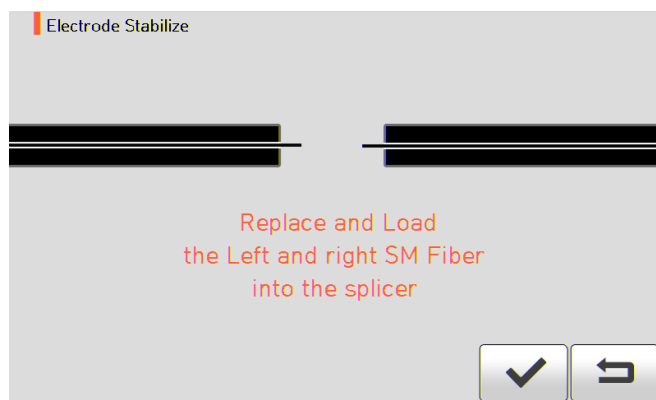 Electrode Stabilize
Replace and Load
the Left and right SM Fiber
into the splicer